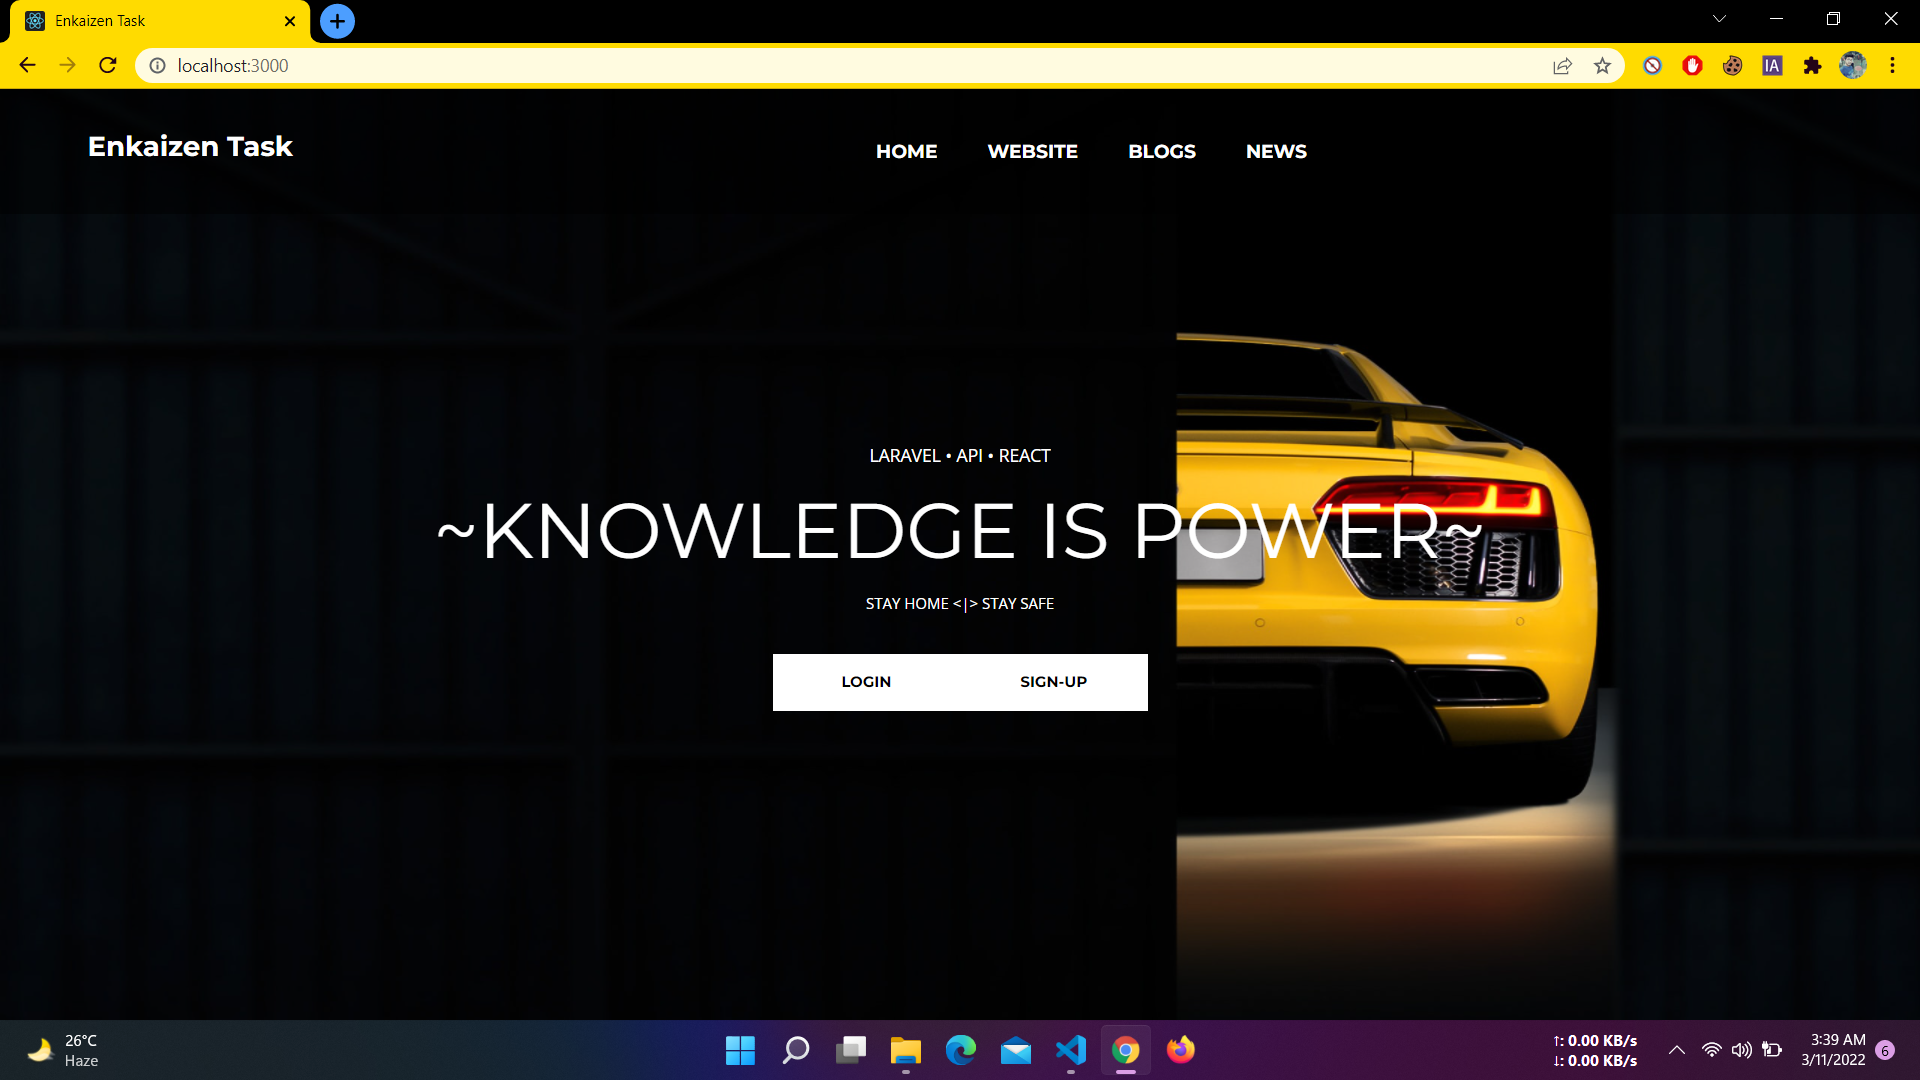 Enkaizen Task
localhost:3000
IA
Enkaizen Task
HOME WEBSITE BLOGS NEWS
LARAVEL • API • REACT
~KNOWLEDGE IS POWER~
STAY HOME <|> STAY SAFE
LOGIN SIGN-UP
26°C
Haze
↑: 0.00 KB/s
↓: 0.00 KB/s
3:39 AM
3/11/2022
6